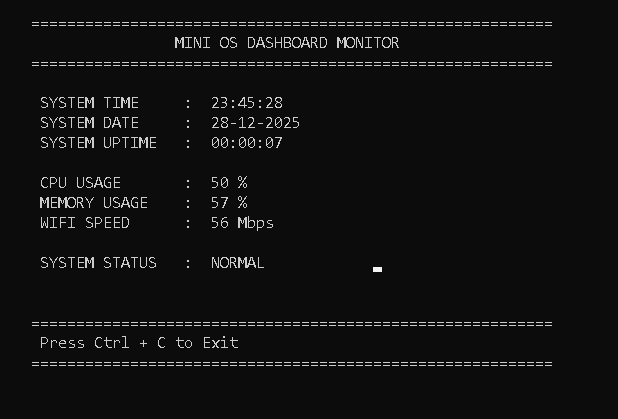 ==========================================================
MINI OS DASHBOARD MONITOR
==========================================================
SYSTEM TIME : 23:45:28
SYSTEM DATE : 28-12-2025
SYSTEM UPTIME : 00:00:07
CPU USAGE : 50 %
MEMORY USAGE : 57 %
WIFI SPEED : 56 Mbps
SYSTEM STATUS : NORMAL
==========================================================
Press Ctrl + C to Exit
==========================================================